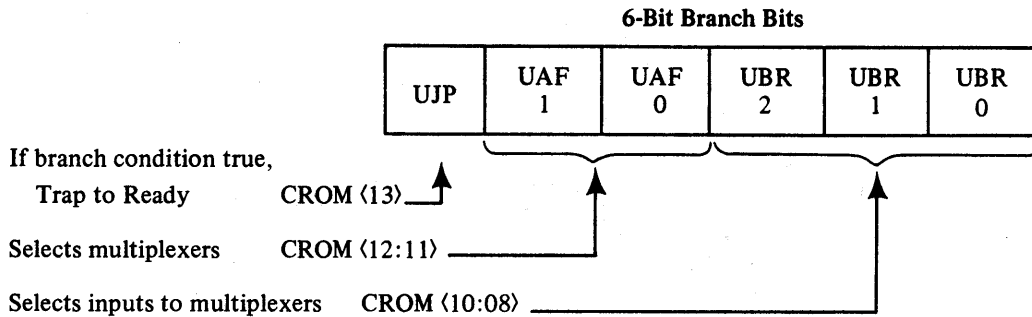 6-Bit Branch Bits
UJP
UAF
1
UAF
0
UBR
2
UBR
1
UBR
0
If branch condition true,
Trap to Ready CROM ⟨13⟩
Selects multiplexers CROM ⟨12:11⟩
Selects inputs to multiplexers CROM ⟨10:08⟩